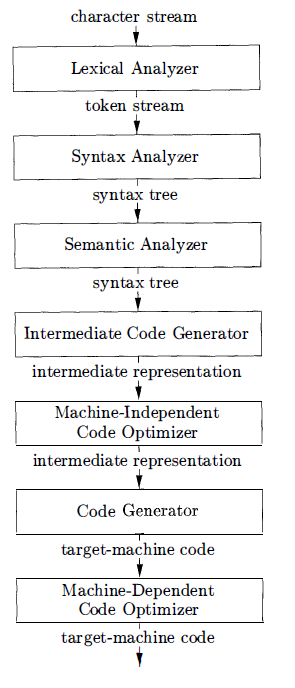 character stream
Lexical Analyzer
token stream
Syntax Analyzer
syntax tree
Semantic Analyzer
syntax tree
Intermediate Code Generator
intermediate representation
Machine-Independent
Code Optimizer
intermediate representation
Code Generator
target-machine code
Machine-Dependent
Code Optimizer
target-machine code